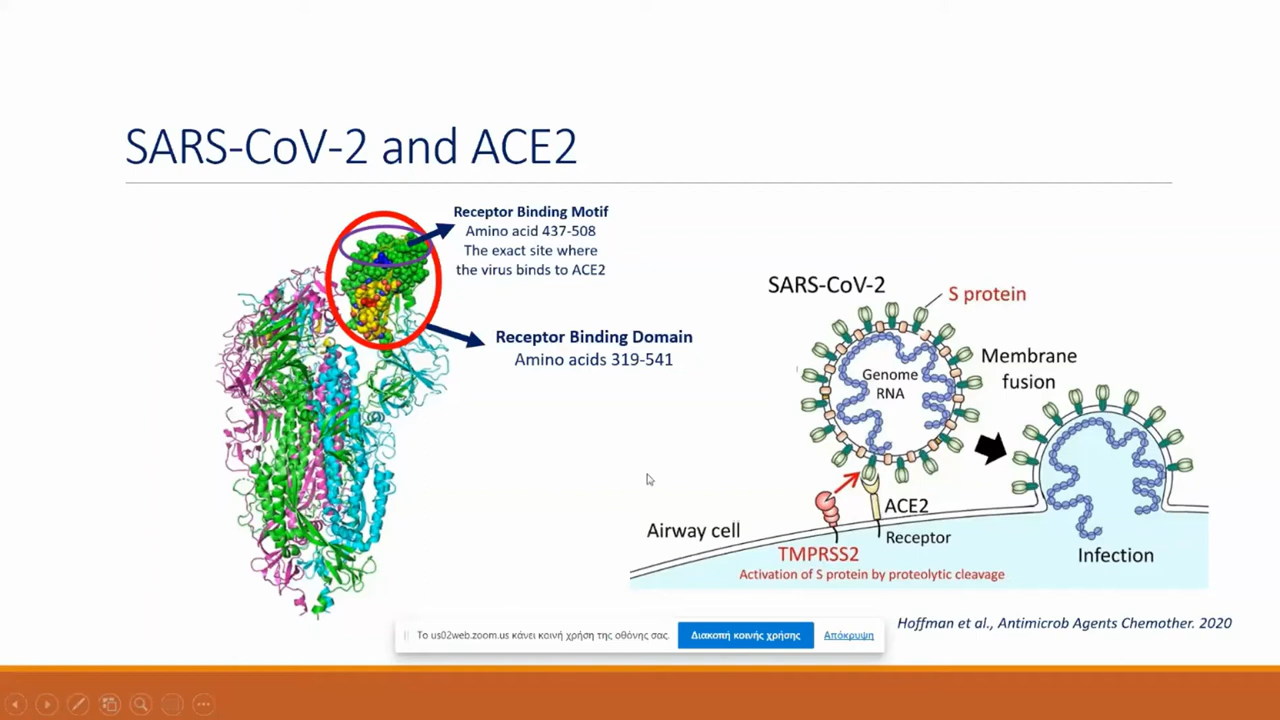 SARS-CoV-2 and ACE2
Receptor Binding Motif
Amino acid 437-508
The exact site where
the virus binds to ACE2
Receptor Binding Domain
Amino acids 319-541
SARS-CoV-2
S protein
Genome
RNA
Membrane
fusion
ACE2
Receptor
Airway cell
TMPRSS2
Activation of S protein by proteolytic cleavage
Infection
Hoffman et al., Antimicrob Agents Chemother. 2020
Το us02web.zoom.us κάνει κοινή χρήση της οθόνης σας.
Διακοπή κοινής χρήσης
Απόκρυψη